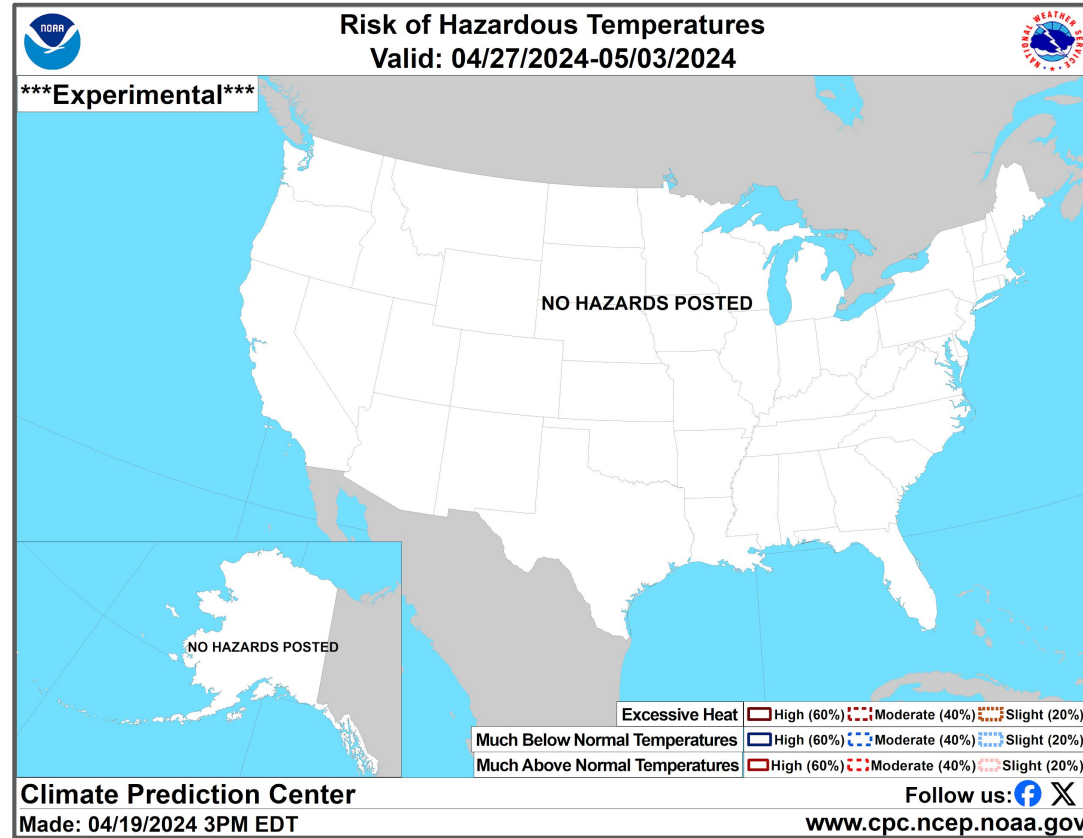 NOAA
Risk of Hazardous Temperatures
Valid: 04/27/2024-05/03/2024
NATIONAL WEATHER SERVICE
***Experimental***
NO HAZARDS POSTED
NO HAZARDS POSTED
Excessive Heat High (60%) Moderate (40%) Slight (20%)
Much Below Normal Temperatures High (60%) Moderate (40%) Slight (20%)
Much Above Normal Temperatures High (60%) Moderate (40%) Slight (20%)
Climate Prediction Center
Follow us:
Made: 04/19/2024 3PM EDT
www.cpc.ncep.noaa.gov